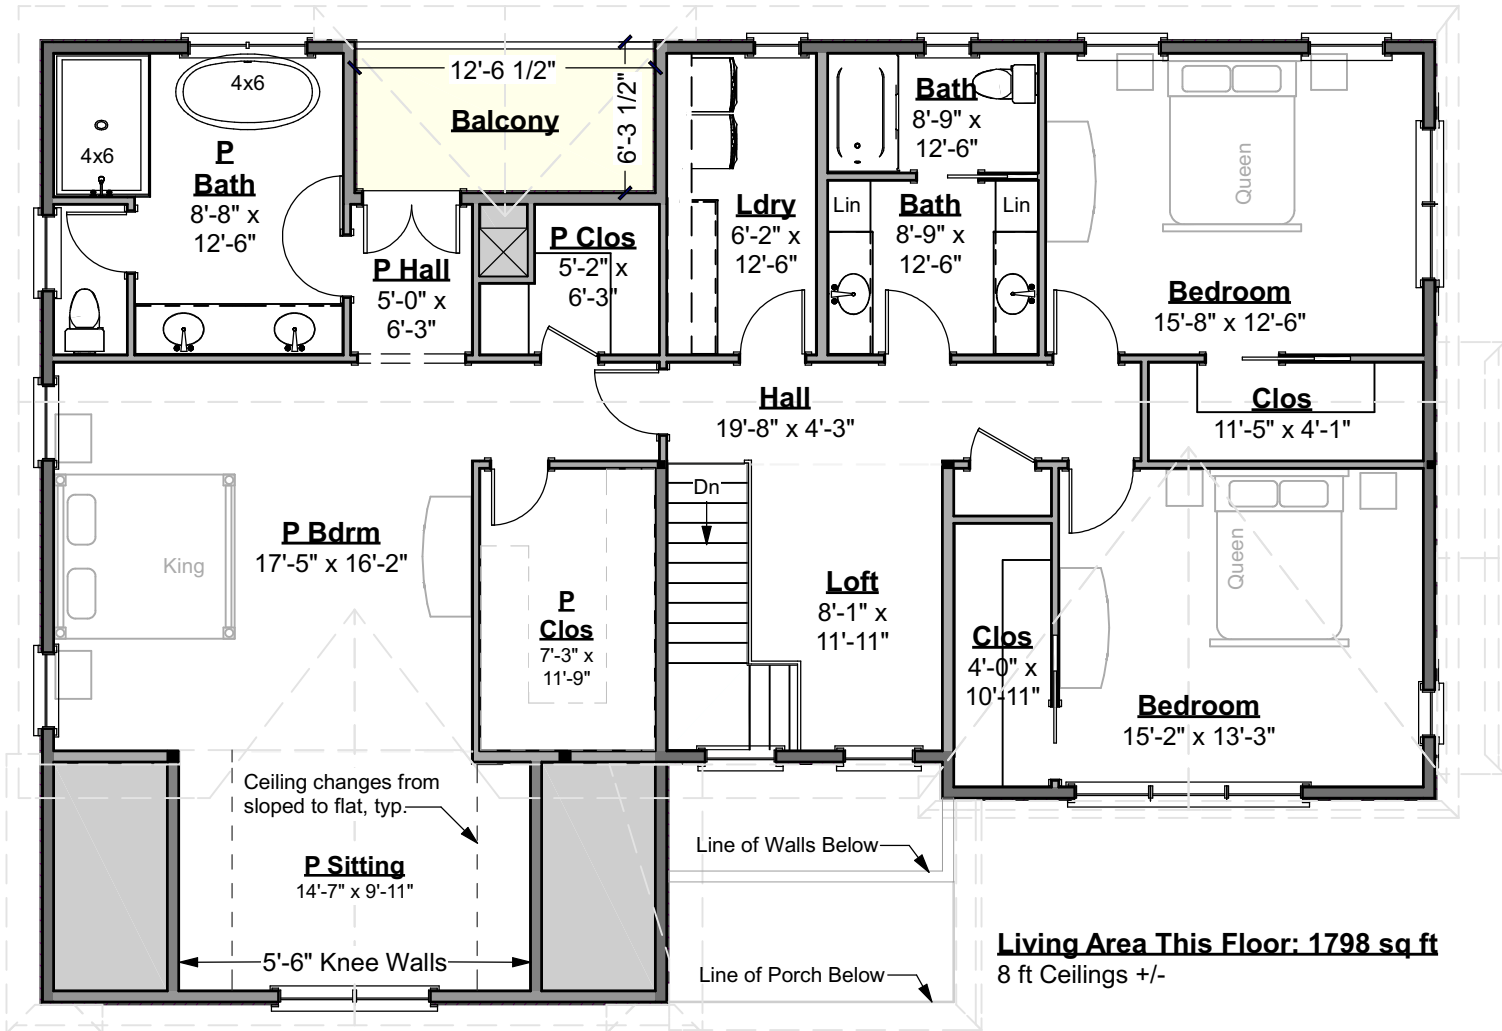 4x6
4x6
P
Bath
8'-8" x
12'-6"
12'-6 1/2"
Balcony
6'-3 1/2"
P Hall
5'-0" x
6'-3"
P Clos
5'-2" x
6'-3"
Ldry
6'-2" x
12'-6"
Bath
8'-9" x
12'-6"
Lin
Bath
8'-9" x
12'-6"
Lin
Queen
Bedroom
15'-8" x 12'-6"
Hall
19'-8" x 4'-3"
Clos
11'-5" x 4'-1"
King
P Bdrm
17'-5" x 16'-2"
P
Clos
7'-3" x
11'-9"
Dn
Loft
8'-1" x
11'-11"
Clos
4'-0" x
10'-11"
Queen
Bedroom
15'-2" x 13'-3"
Ceiling changes from
sloped to flat, typ.
P Sitting
14'-7" x 9'-11"
5'-6" Knee Walls
Line of Walls Below
Line of Porch Below
Living Area This Floor: 1798 sq ft
8 ft Ceilings +/-